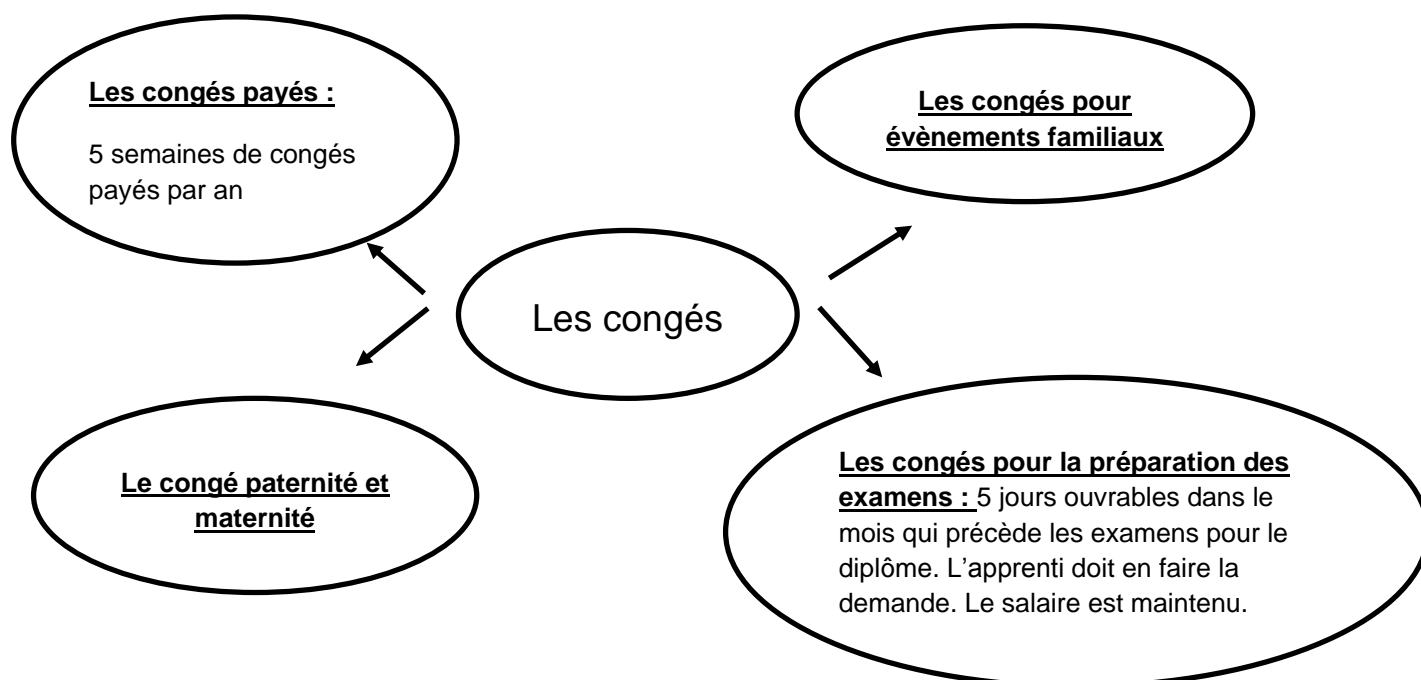 Les congés payés :
5 semaines de congés
payés par an
Les congés pour
évènements familiaux
Les congés
Le congé paternité et
maternité
Les congés pour la préparation des
examens : 5 jours ouvrables dans le
mois qui précède les examens pour le
diplôme. L’apprenti doit en faire la
demande. Le salaire est maintenu.